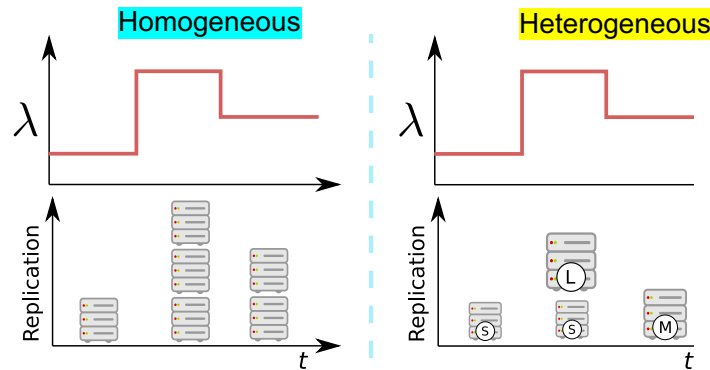 Homogeneous
Heterogeneous
λ
λ
Replication
t
Replication
L
S
S
M
t